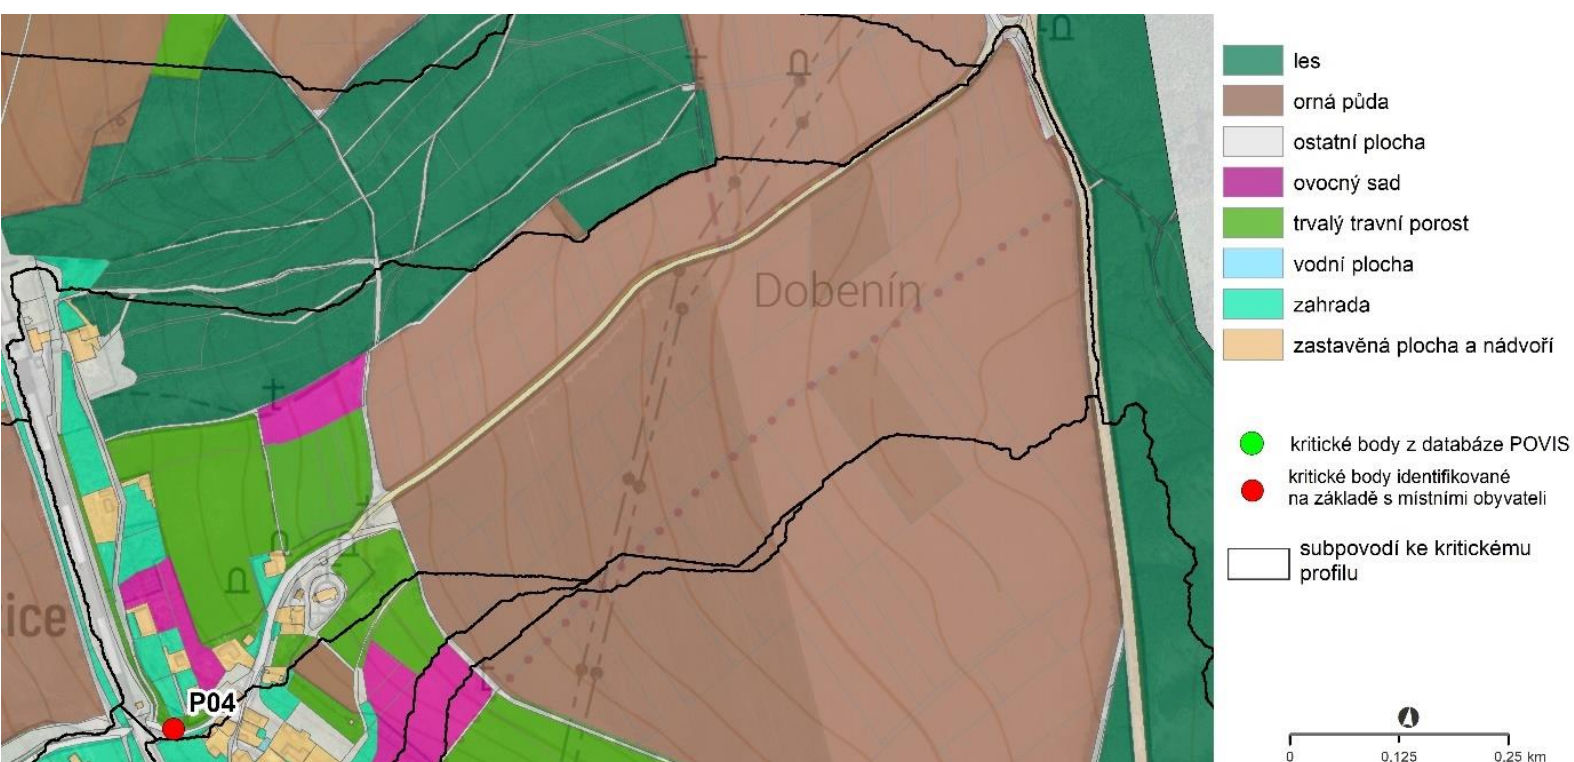 les
orná půda
ostatní plocha
ovocný sad
trvalý travní porost
vodní plocha
zahrada
zastavěná plocha a nádvoří
kritické body z databáze POVIS
kritické body identifikované
na základě s místními obyvateli
subpovodí ke kritickému
profilu
Dobenín
ice
P04
0
0.125
0.25 km